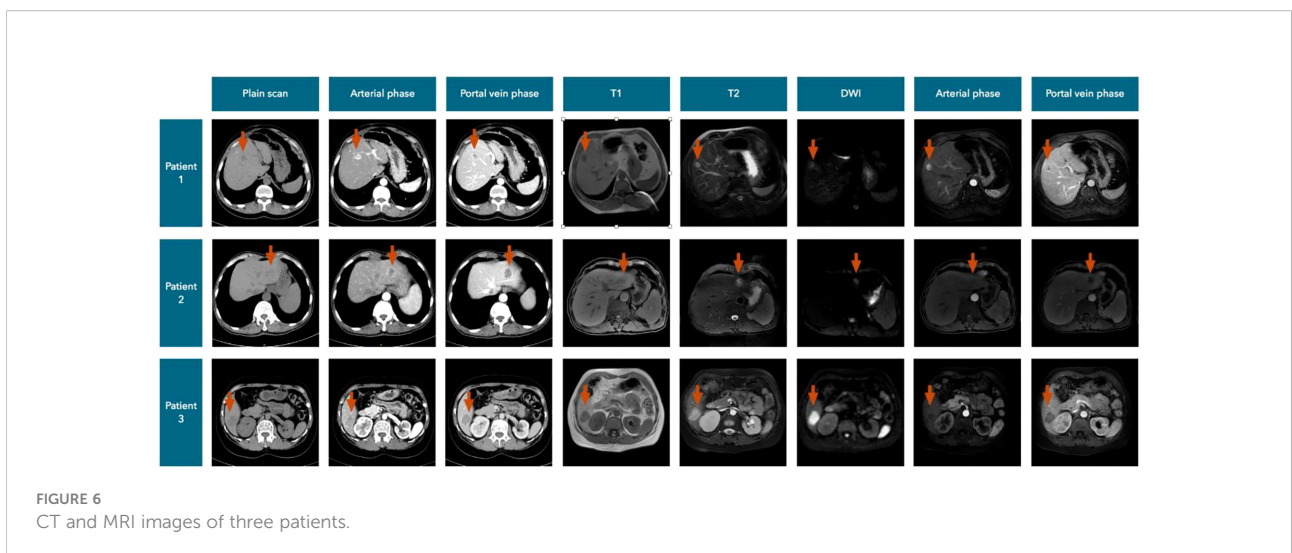 Plain scan Arterial phase Portal vein phase T1 T2 DWI Arterial phase Portal vein phase
Patient
1
Patient
2
Patient
3
FIGURE 6
CT and MRI images of three patients.